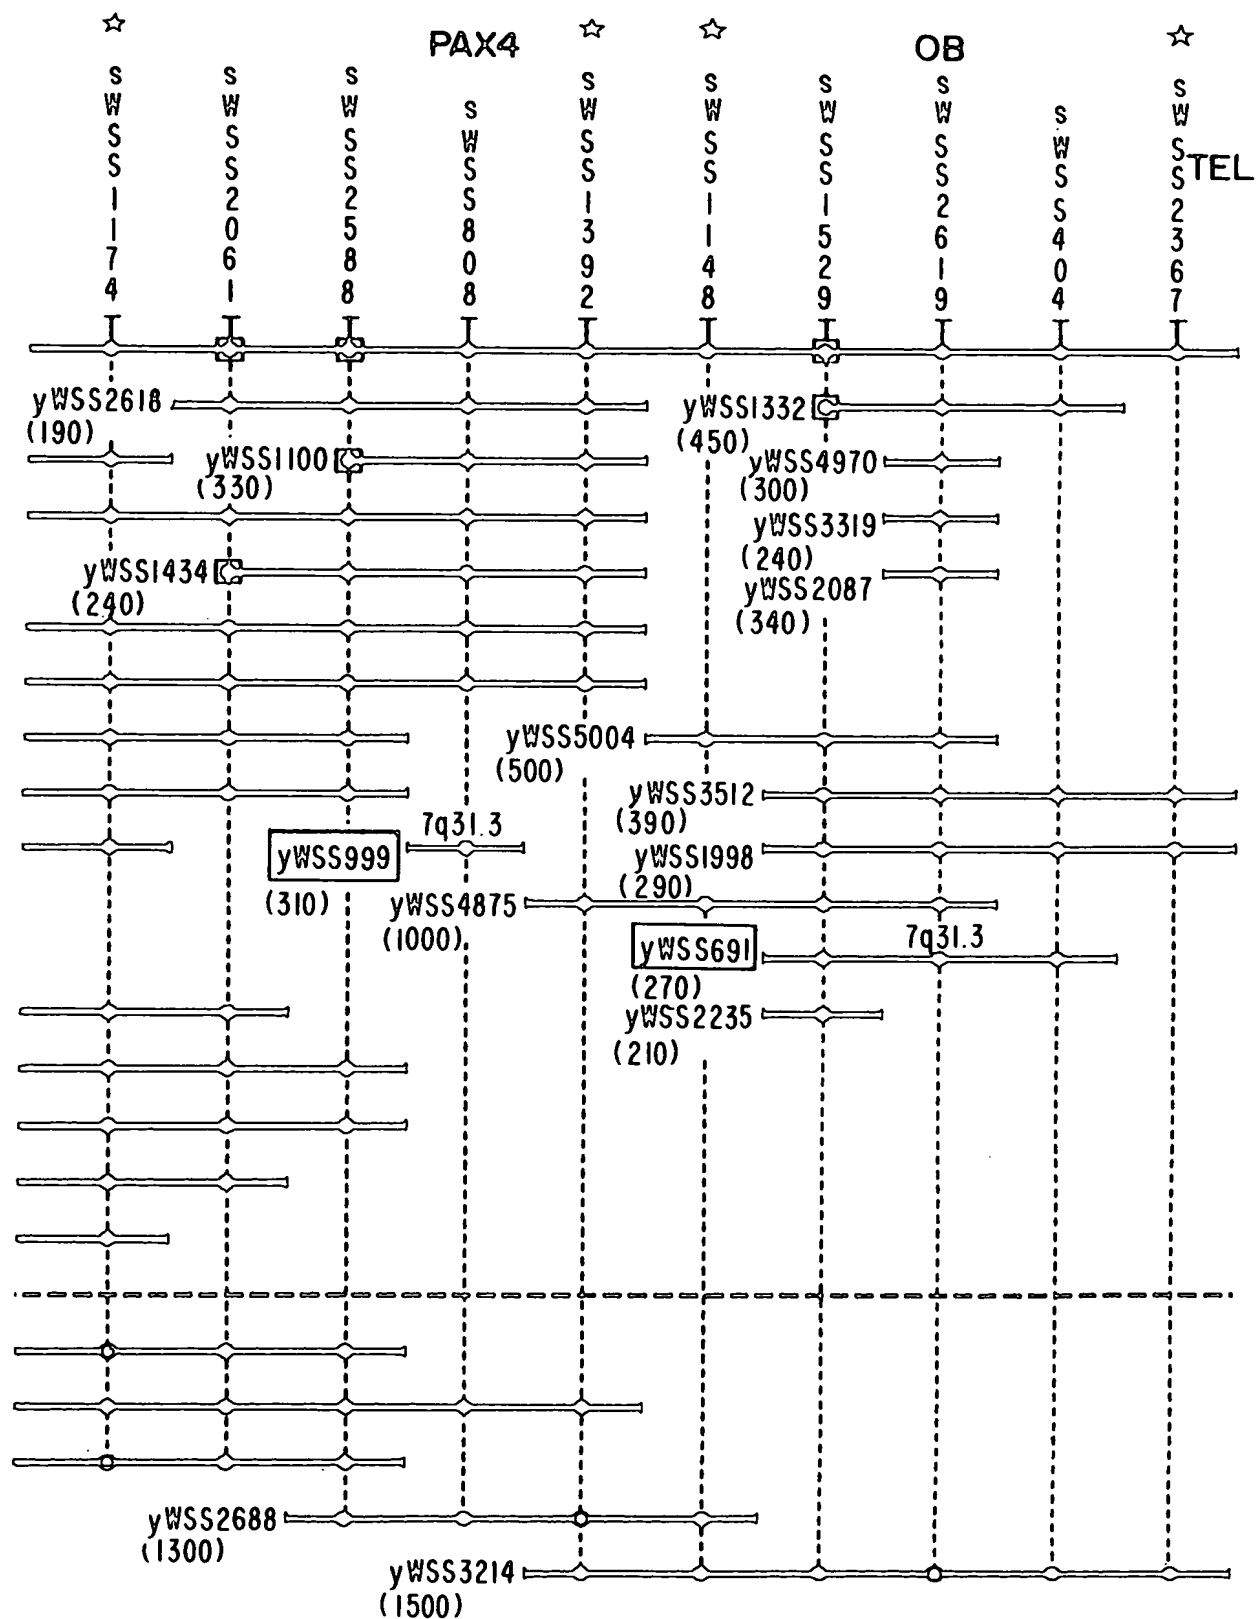 PAX4
OB
TEL
sWSS1174
sWSS2061
sWSS2588
sWSS808
sWSS1392
sWSS1148
sWSS1529
sWSS2619
sWSS404
sWSS2367
yWSS2618
(190)
yWSS1332
(450)
yWSS1100
(330)
yWSS4970
(300)
yWSS3319
(240)
yWSS1434
(240)
yWSS2087
(340)
yWSS5004
(500)
yWSS3512
(390)
7q31.3
yWSS999
(310)
yWSS1998
(290)
yWSS4875
(1000)
7q31.3
yWSS691
(270)
yWSS2235
(210)
yWSS2688
(1300)
yWSS3214
(1500)